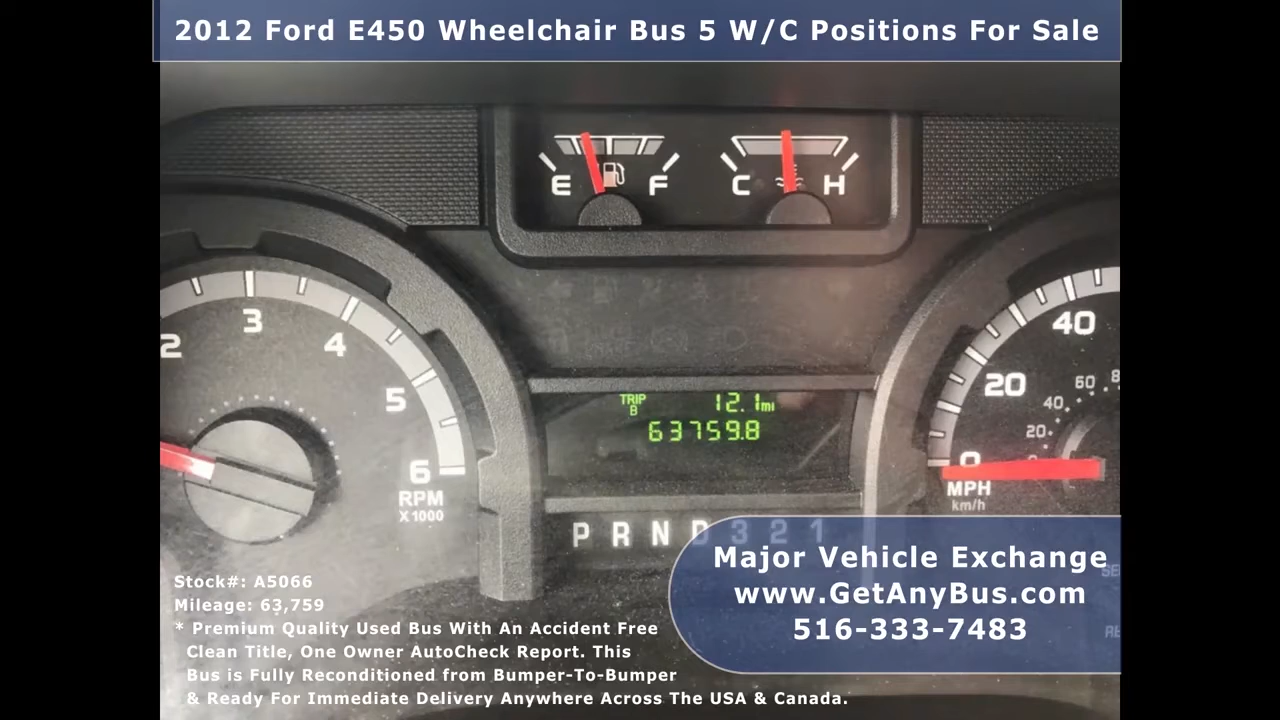 2012 Ford E450 Wheelchair Bus 5 W/C Positions For Sale
E F C H
2 3 4 5 6
RPM
X1000
TRIP B 12.1mi
63759.8
P R N D 3 2 1
0 20 40
20 40 60 8
MPH
km/h
Stock#: A5066
Mileage: 63,759
* Premium Quality Used Bus With An Accident Free
Clean Title, One Owner AutoCheck Report. This
Bus is Fully Reconditioned from Bumper-To-Bumper
& Ready For Immediate Delivery Anywhere Across The USA & Canada.
Major Vehicle Exchange
www.GetAnyBus.com
516-333-7483